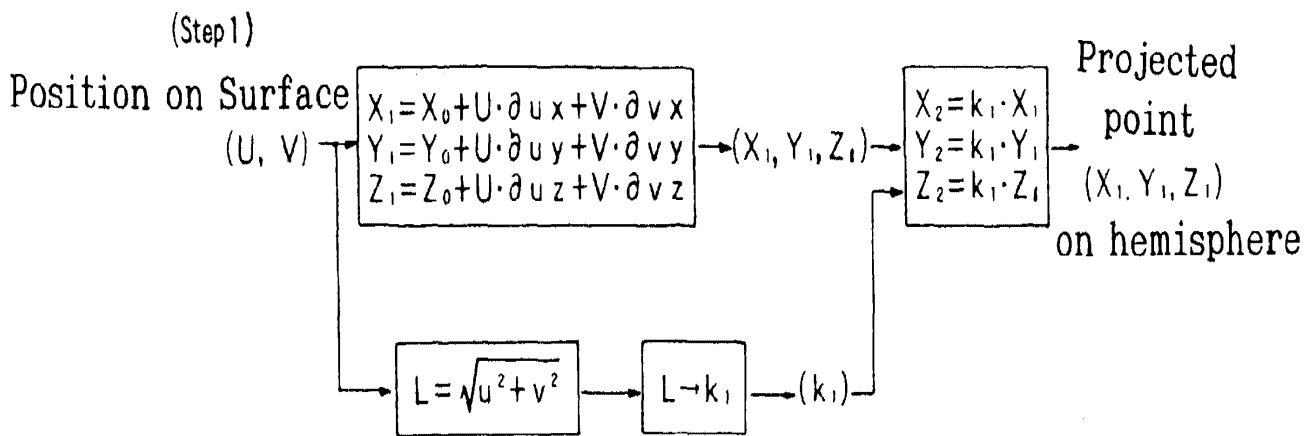 (Step1)
Position on Surface
(U, V)
X₁=X₀+U·∂ux+V·∂vx
Y₁=Y₀+U·∂uy+V·∂vy
Z₁=Z₀+U·∂uz+V·∂vz
(X₁, Y₁, Z₁)
X₂=k₁·X₁
Y₂=k₁·Y₁
Z₂=k₁·Z₁
Projected
point
(X₁, Y₁, Z₁)
on hemisphere
L=√u²+v²
L→k₁
(k₁)